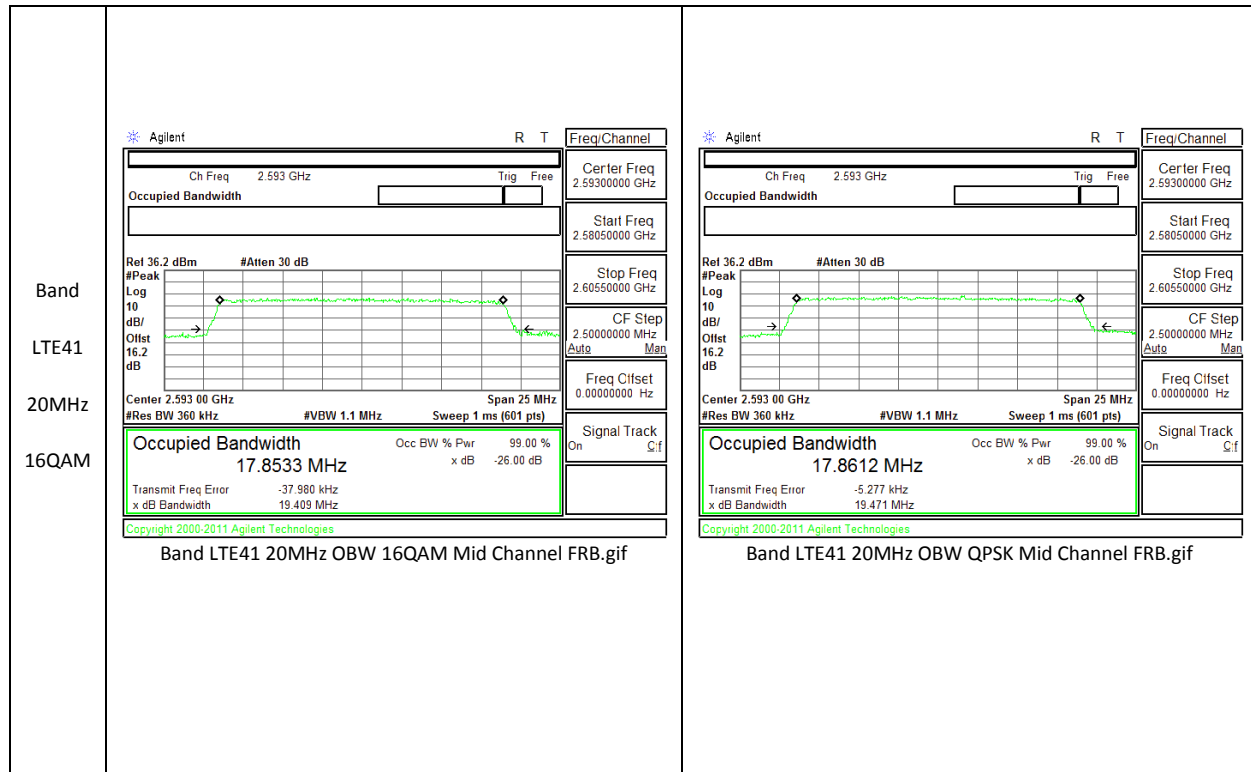 Band
LTE41
20MHz
16QAM
Agilent R T
Ch Freq 2.593 GHz Trig Free
Occupied Bandwidth
Ref 36.2 dBm #Atten 30 dB
#Peak
Log
10
dB/
Offst
16.2
dB
Center 2.593 00 GHz Span 25 MHz
#Res BW 360 kHz #VBW 1.1 MHz Sweep 1 ms (601 pts)
Occupied Bandwidth Occ BW % Pwr 99.00 %
17.8533 MHz x dB -26.00 dB
Transmit Freq Error -37.980 kHz
x dB Bandwidth 19.409 MHz
Copyright 2000-2011 Agilent Technologies
Freq/Channel
Center Freq
2.59300000 GHz
Start Freq
2.58050000 GHz
Stop Freq
2.60550000 GHz
CF Step
2.50000000 MHz
Auto Man
Freq Offset
0.00000000 Hz
Signal Track
On Off
Band LTE41 20MHz OBW 16QAM Mid Channel FRB.gif
Agilent R T
Ch Freq 2.593 GHz Trig Free
Occupied Bandwidth
Ref 36.2 dBm #Atten 30 dB
#Peak
Log
10
dB/
Offst
16.2
dB
Center 2.593 00 GHz Span 25 MHz
#Res BW 360 kHz #VBW 1.1 MHz Sweep 1 ms (601 pts)
Occupied Bandwidth Occ BW % Pwr 99.00 %
17.8612 MHz x dB -26.00 dB
Transmit Freq Error -5.277 kHz
x dB Bandwidth 19.471 MHz
Copyright 2000-2011 Agilent Technologies
Freq/Channel
Center Freq
2.59300000 GHz
Start Freq
2.58050000 GHz
Stop Freq
2.60550000 GHz
CF Step
2.50000000 MHz
Auto Man
Freq Offset
0.00000000 Hz
Signal Track
On Off
Band LTE41 20MHz OBW QPSK Mid Channel FRB.gif